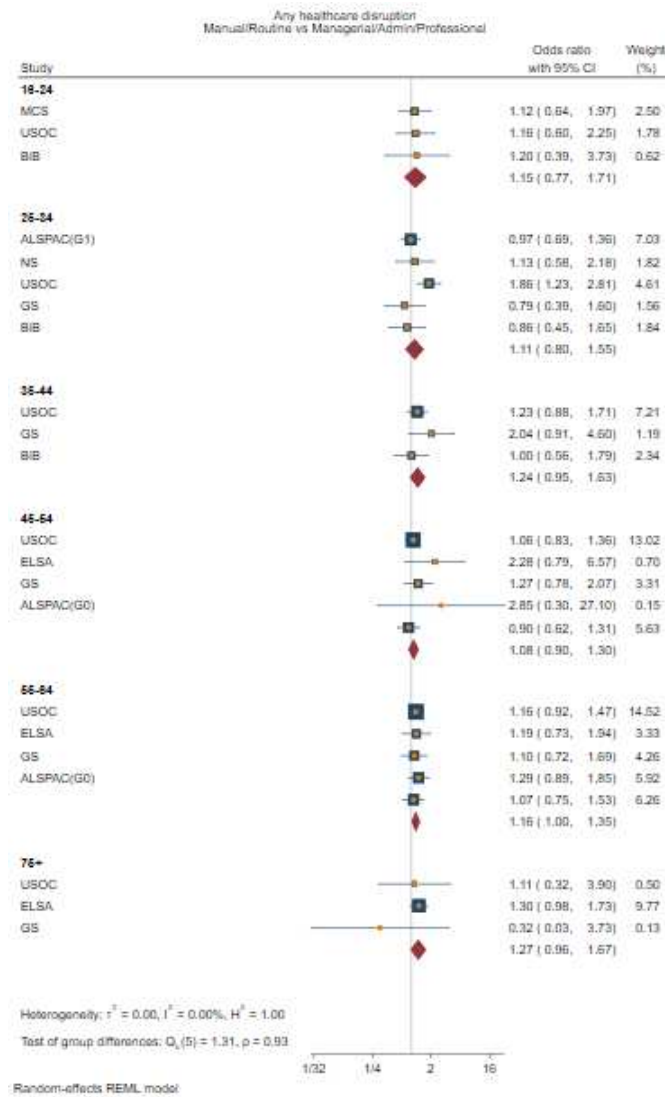 Any healthcare disruption
Manual/Routine vs Managerial/Admin/Professional
Odds ratio Weight
Study with 95% CI (%)
16-24
MCS 1.12 ( 0.64, 1.97) 2.50
USOC 1.16 ( 0.60, 2.25) 1.78
BIB 1.20 ( 0.39, 3.73) 0.62
1.15 ( 0.77, 1.71)
25-34
ALSPAC(G1) 0.97 ( 0.69, 1.36) 7.03
NS 1.13 ( 0.58, 2.18) 1.82
USOC 1.86 ( 1.23, 2.81) 4.61
GS 0.79 ( 0.39, 1.60) 1.56
BIB 0.86 ( 0.45, 1.65) 1.84
1.11 ( 0.80, 1.55)
35-44
USOC 1.23 ( 0.88, 1.71) 7.21
GS 2.04 ( 0.91, 4.60) 1.19
BIB 1.00 ( 0.56, 1.79) 2.34
1.24 ( 0.95, 1.63)
45-54
USOC 1.06 ( 0.83, 1.36) 13.02
ELSA 2.28 ( 0.79, 6.57) 0.70
GS 1.27 ( 0.78, 2.07) 3.31
ALSPAC(G0) 2.85 ( 0.30, 27.10) 0.15
0.90 ( 0.62, 1.31) 5.63
1.08 ( 0.90, 1.30)
55-64
USOC 1.16 ( 0.92, 1.47) 14.52
ELSA 1.19 ( 0.73, 1.94) 3.33
GS 1.10 ( 0.72, 1.69) 4.26
ALSPAC(G0) 1.29 ( 0.89, 1.85) 5.92
1.07 ( 0.75, 1.53) 6.26
1.16 ( 1.00, 1.35)
75+
USOC 1.11 ( 0.32, 3.90) 0.50
ELSA 1.30 ( 0.98, 1.73) 9.77
GS 0.32 ( 0.03, 3.73) 0.13
1.27 ( 0.96, 1.67)
Heterogeneity: τ² = 0.00, I² = 0.00%, H² = 1.00
Test of group differences: Q_b(5) = 1.31, p = 0.93
1/32 1/4 2 16
Random-effects REML model